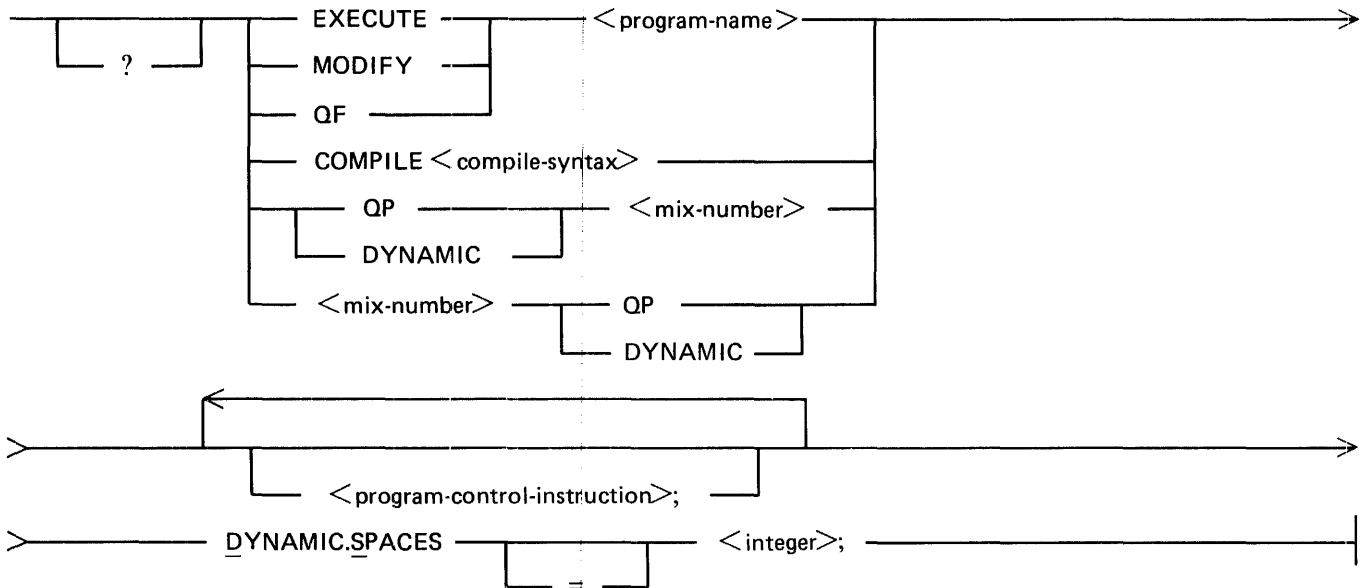 EXECUTE <program-name>
?
MODIFY
QF
COMPILE <compile-syntax>
QP <mix-number>
DYNAMIC
<mix-number> QP
DYNAMIC
<program-control-instruction>;
DYNAMIC.SPACES <integer>;
=